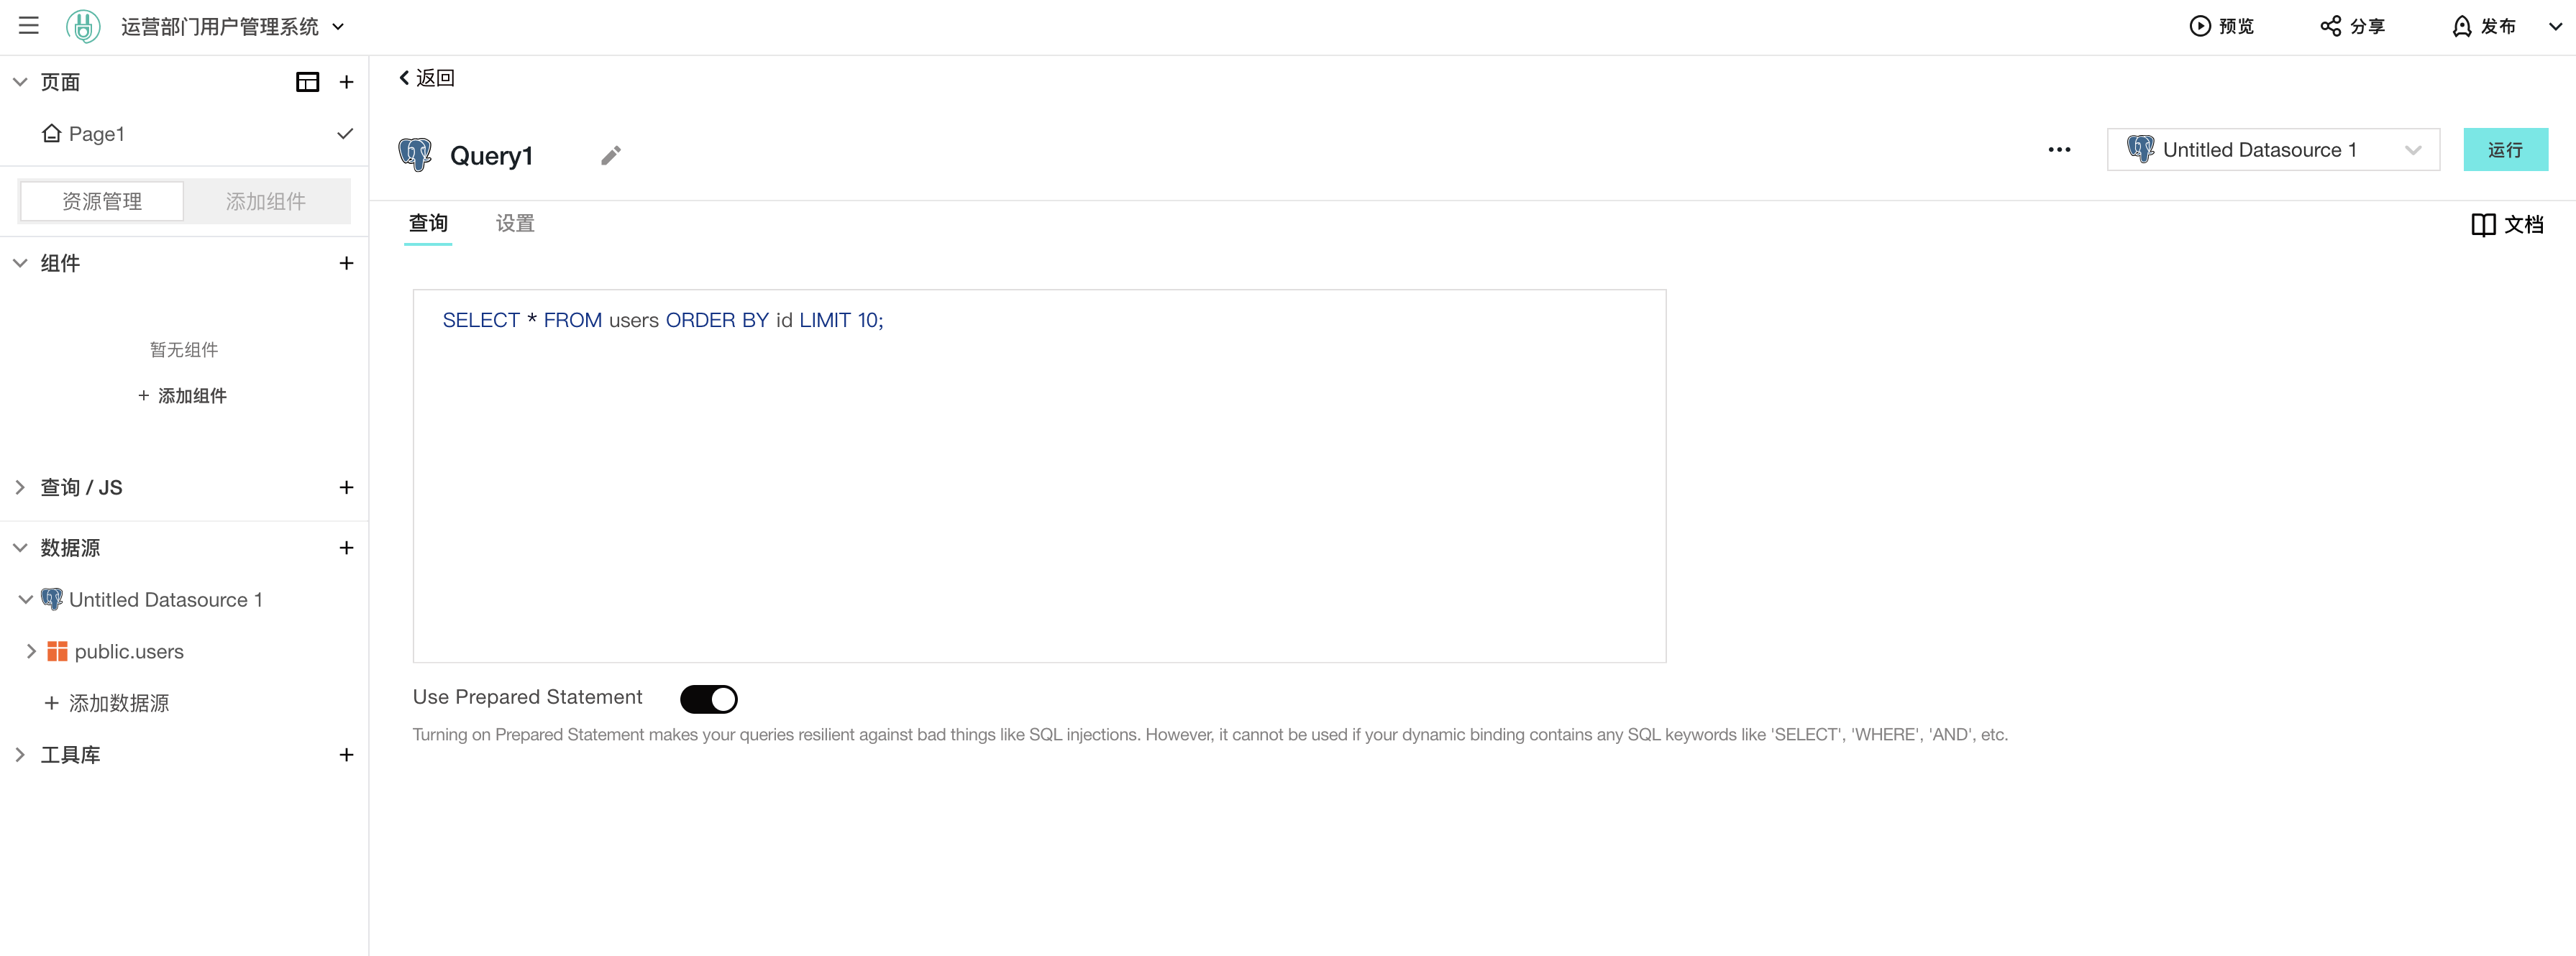 运营部门用户管理系统
预览
分享
发布
页面
Page1
资源管理
添加组件
组件
暂无组件
+ 添加组件
查询 / JS
数据源
Untitled Datasource 1
public.users
+ 添加数据源
工具库
返回
Query1
Untitled Datasource 1
运行
查询
设置
文档
SELECT * FROM users ORDER BY id LIMIT 10;
Use Prepared Statement
Turning on Prepared Statement makes your queries resilient against bad things like SQL injections. However, it cannot be used if your dynamic binding contains any SQL keywords like 'SELECT', 'WHERE', 'AND', etc.